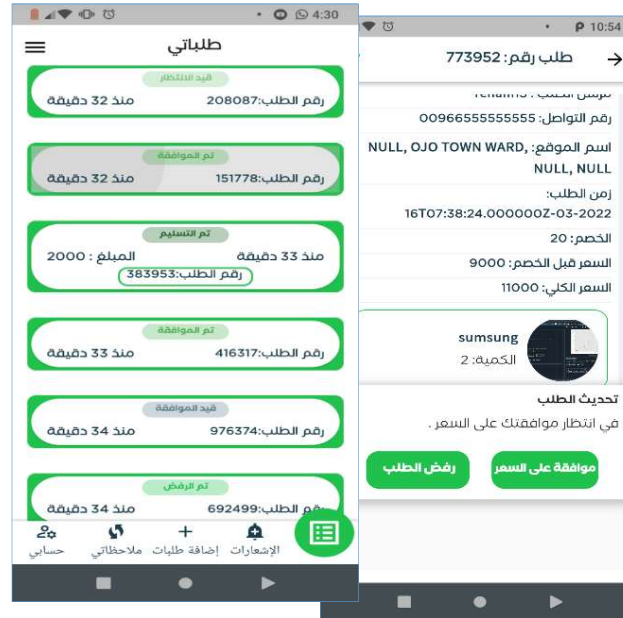 4:30
طلباتي
قيد الانتظار
رقم الطلب:208087
منذ 32 دقيقة
تم الموافقة
رقم الطلب:151778
منذ 32 دقيقة
تم التسليم
منذ 33 دقيقة
المبلغ : 2000
رقم الطلب:383953
تم الموافقة
رقم الطلب:416317
منذ 33 دقيقة
قيد الموافقة
رقم الطلب:976374
منذ 34 دقيقة
تم الرفض
رقم الطلب:692499
منذ 34 دقيقة
الإشعارات
إضافة طلبات
ملاحظاتي
حسابي
10:54
طلب رقم: 773952
رقم التواصل: 00966555555555
اسم الموقع: NULL, OJO TOWN WARD,
NULL, NULL
زمن الطلب:
16T07:38:24.000000Z-03-2022
الخصم: 20
السعر قبل الخصم: 9000
السعر الكلي: 11000
sumsung
الكمية: 2
تحديث الطلب
في انتظار موافقتك على السعر .
موافقة على السعر
رفض الطلب